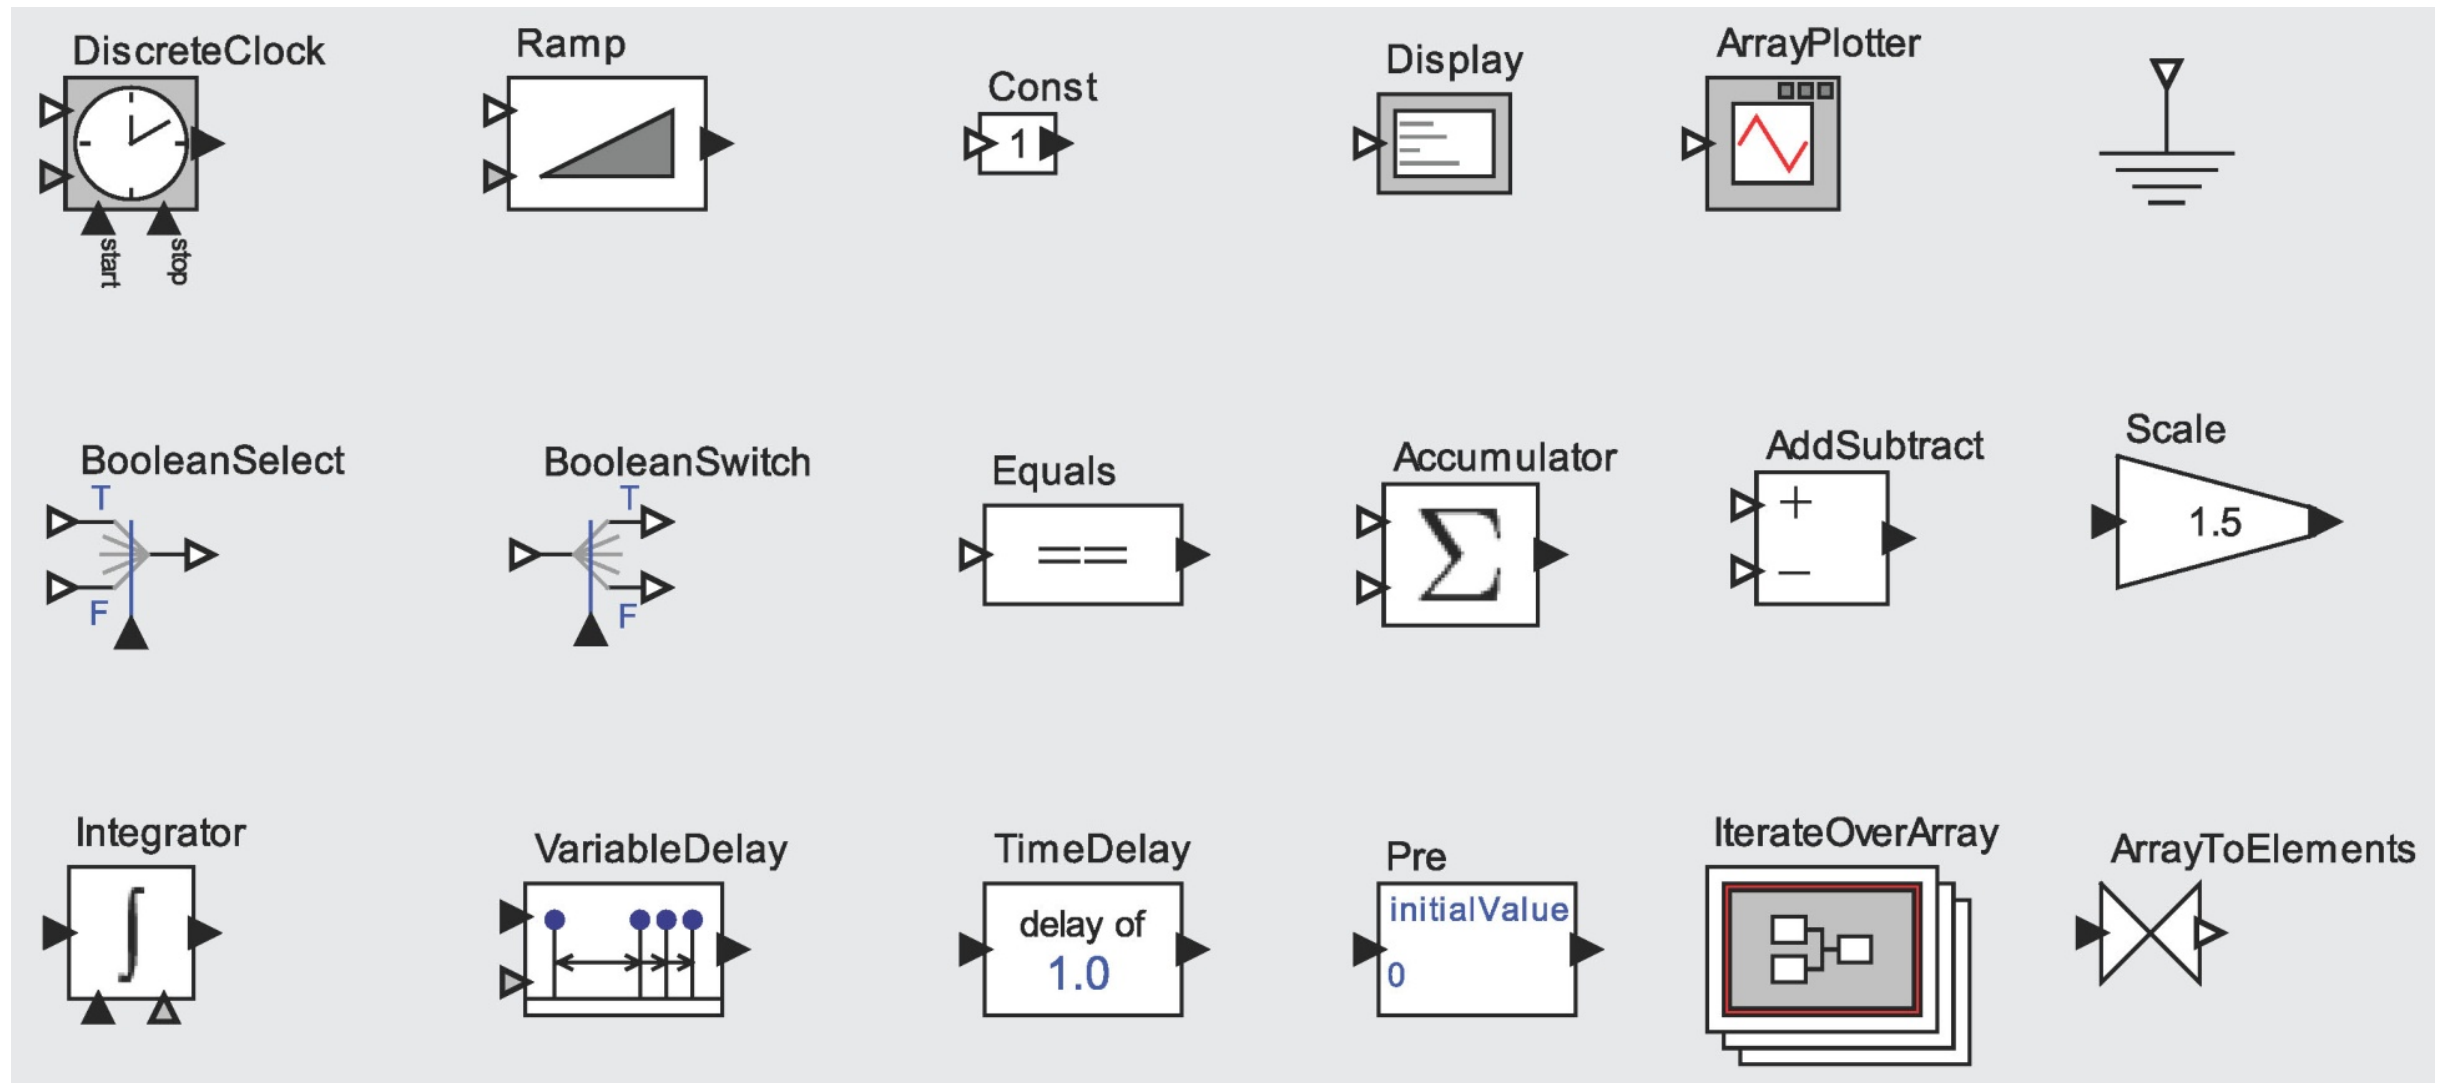 DiscreteClock
start
stop
Ramp
Const
1
Display
ArrayPlotter
BooleanSelect
T
F
BooleanSwitch
T
F
Equals
==
Accumulator
Σ
AddSubtract
+
−
Scale
1.5
Integrator
∫
VariableDelay
TimeDelay
delay of
1.0
Pre
initialValue
0
IterateOverArray
ArrayToElements